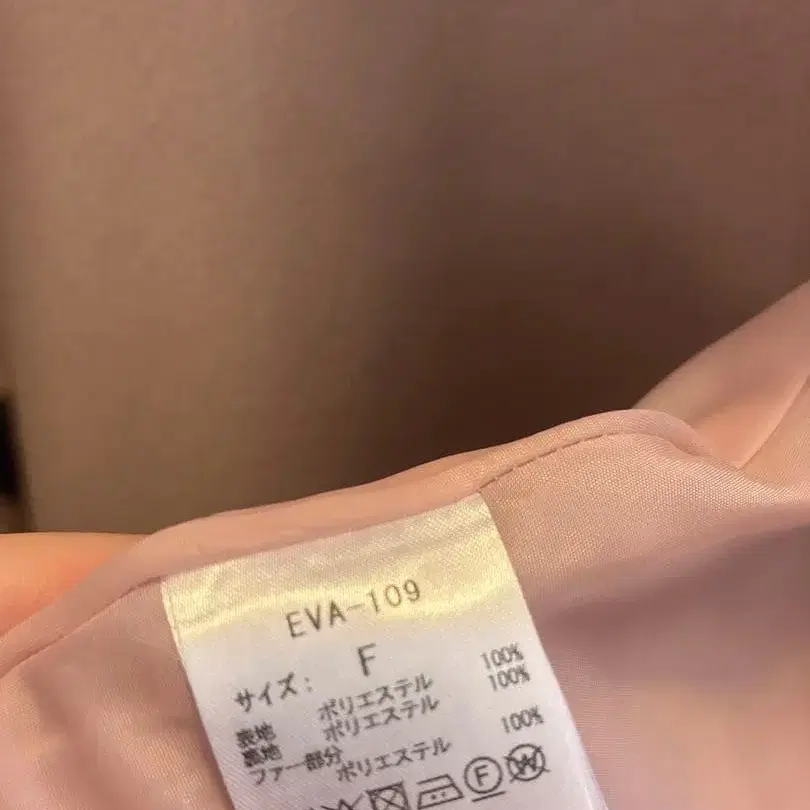 EVA-109
サイズ: F
表地 ポリエステル 100%
裏地 ポリエステル 100%
ファー部分 ポリエステル 100%
F W